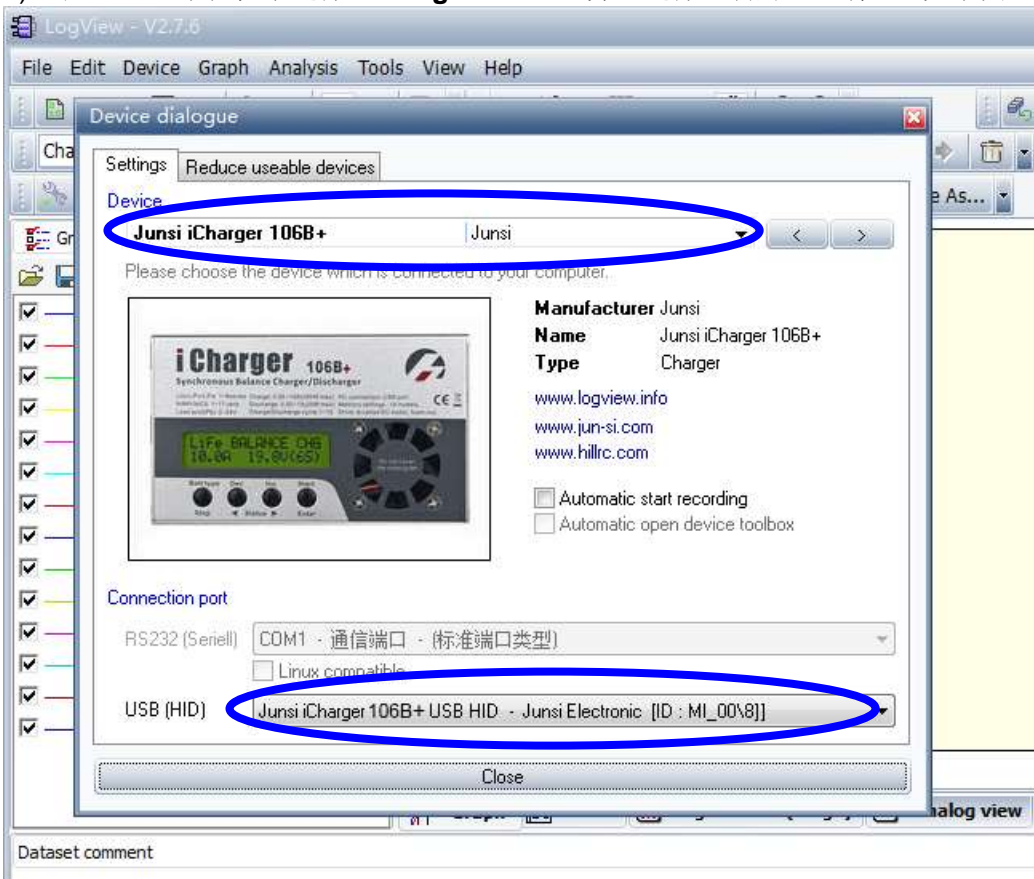 LogView - V2.7.6
File Edit Device Graph Analysis Tools View Help
Device dialogue
Cha
Settings Reduce useable devices
Device
e As...
Junsi iCharger 106B+ Junsi < >
Gr
Please choose the device which is connected to your computer.
Manufacturer Junsi
Name Junsi iCharger 106B+
Type Charger
iCharger 106B+
Synchronous Balance Charger/Discharger
LiFe BALANCE CHG
10.0A 19.8V(6S)
www.logview.info
www.jun-si.com
www.hillrc.com
Automatic start recording
Automatic open device toolbox
Connection port
RS232 (Seriell) COM1 - 通信端口 - (标准端口类型)
Linux compatible
USB (HID) Junsi iCharger 106B+ USB HID - Junsi Electronic [ID : MI_00\8]]
Close
nalog view
Dataset comment